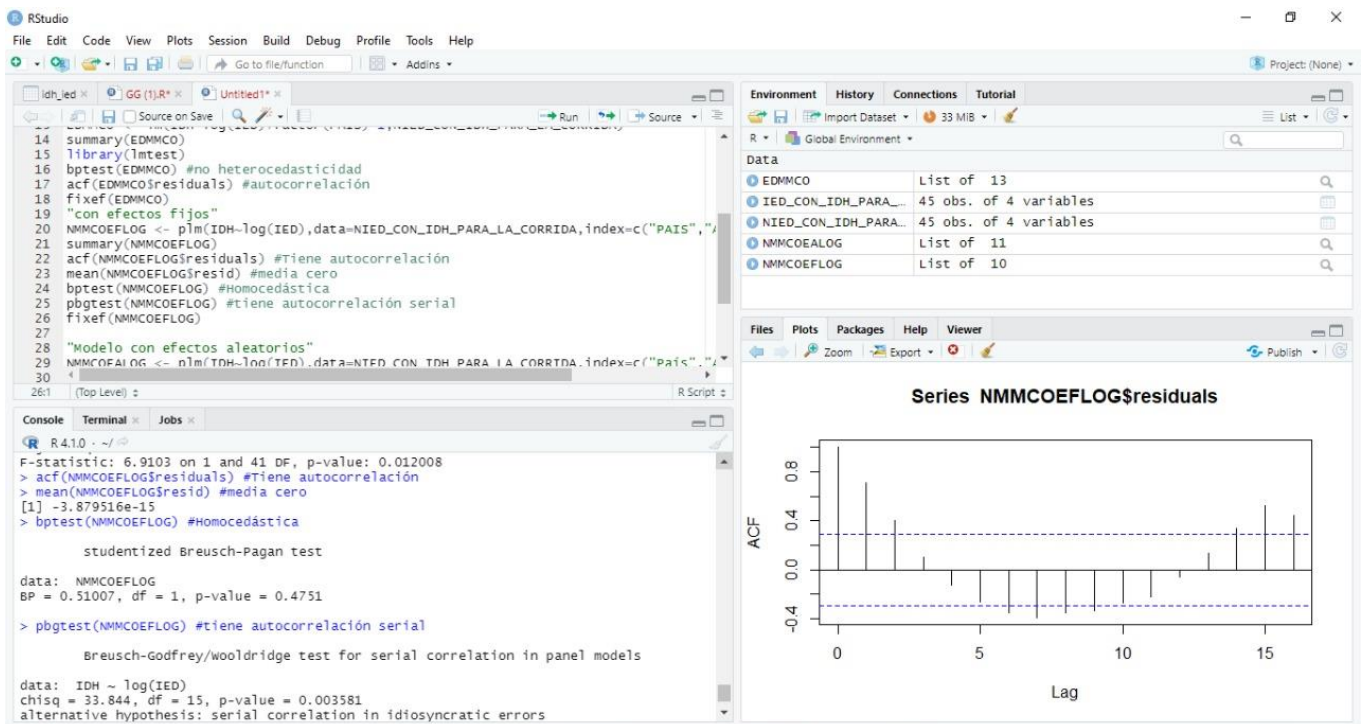 RStudio
File Edit Code View Plots Session Build Debug Profile Tools Help
Go to file/function Addins Project: (None)
idh_ied GG (1).R* Untitled1*
Source on Save Run Source
14 summary(EDMMCO)
15 library(lmtest)
16 bptest(EDMMCO) #no heterocedasticidad
17 acf(EDMMCO$residuals) #autocorrelación
18 fixef(EDMMCO)
19 "con efectos fijos"
20 NMMCOEFLOG <- plm(IDH~log(IED),data=NIED_CON_IDH_PARA_LA_CORRIDA,index=c("PAIS","A
21 summary(NMMCOEFLOG)
22 acf(NMMCOEFLOG$residuals) #Tiene autocorrelación
23 mean(NMMCOEFLOG$resid) #media cero
24 bptest(NMMCOEFLOG) #Homocedástica
25 pbgtest(NMMCOEFLOG) #tiene autocorrelación serial
26 fixef(NMMCOEFLOG)
27
28 "Modelo con efectos aleatorios"
29 NMMCOEALOG <- plm(IDH~log(IED),data=NIED_CON_IDH_PARA_LA_CORRIDA,index=c("País","A
30
26:1 (Top Level) R Script
Console Terminal Jobs
R 4.1.0 · ~/
F-statistic: 6.9103 on 1 and 41 DF, p-value: 0.012008
> acf(NMMCOEFLOG$residuals) #Tiene autocorrelación
> mean(NMMCOEFLOG$resid) #media cero
[1] -3.879516e-15
> bptest(NMMCOEFLOG) #Homocedástica
studentized Breusch-Pagan test
data: NMMCOEFLOG
BP = 0.51007, df = 1, p-value = 0.4751
> pbgtest(NMMCOEFLOG) #tiene autocorrelación serial
Breusch-Godfrey/Wooldridge test for serial correlation in panel models
data: IDH ~ log(IED)
chisq = 33.844, df = 15, p-value = 0.003581
alternative hypothesis: serial correlation in idiosyncratic errors
Environment History Connections Tutorial
Import Dataset 33 MiB List
R Global Environment
Data
EDMMCO List of 13
IED_CON_IDH_PARA_… 45 obs. of 4 variables
NIED_CON_IDH_PARA… 45 obs. of 4 variables
NMMCOEALOG List of 11
NMMCOEFLOG List of 10
Files Plots Packages Help Viewer
Zoom Export Publish
Series NMMCOEFLOG$residuals
ACF
0.8
0.4
0.0
-0.4
0 5 10 15
Lag